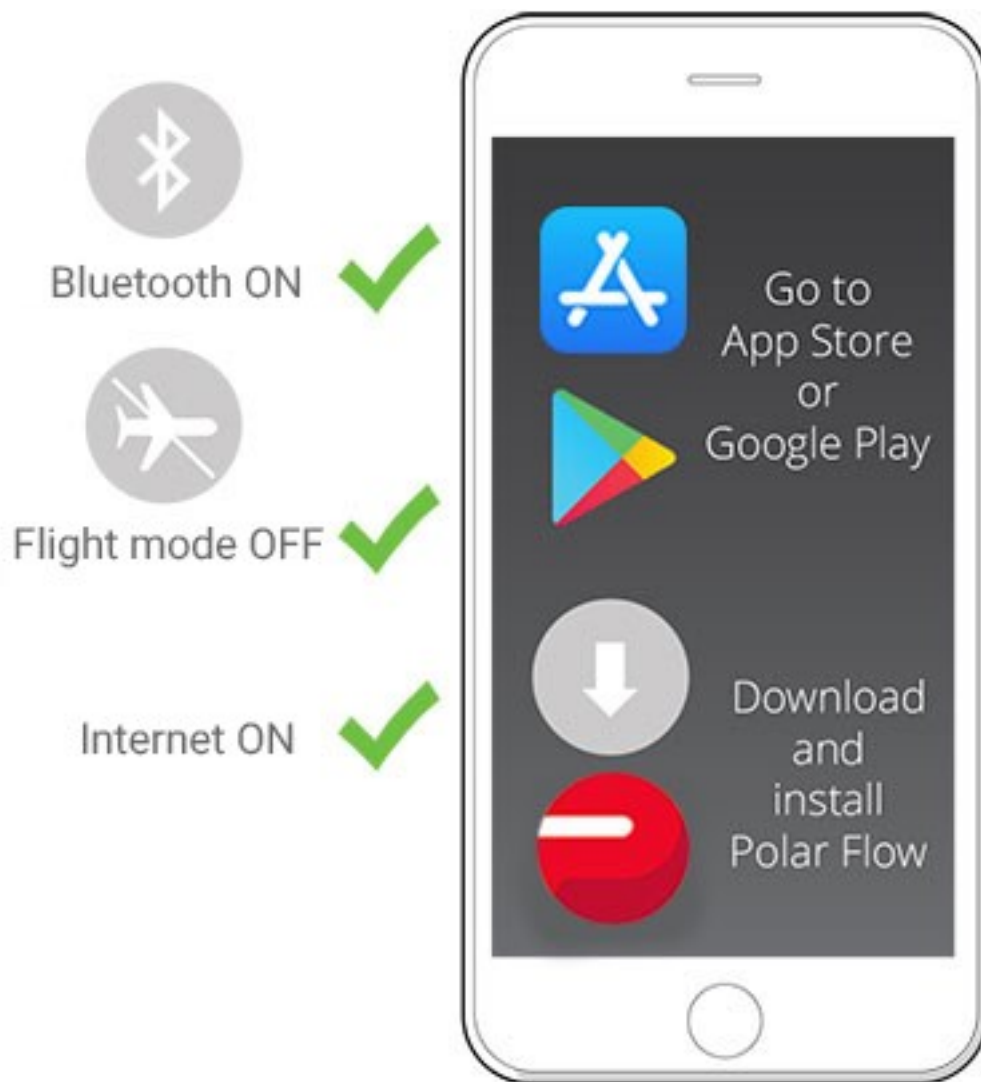 Bluetooth ON
Flight mode OFF
Internet ON
Go to
App Store
or
Google Play
Download
and
install
Polar Flow